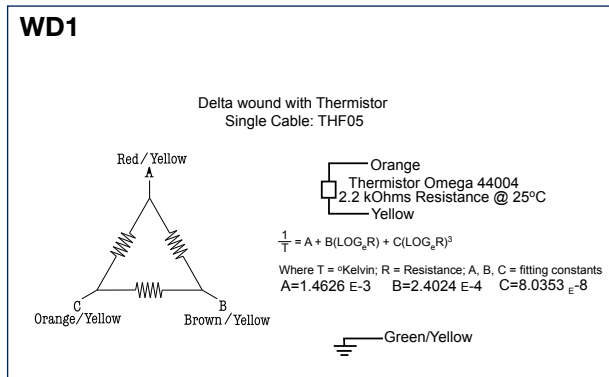 WD1
Delta wound with Thermistor
Single Cable: THF05
Red/Yellow
A
C
Orange/Yellow
B
Brown/Yellow
Orange
Thermistor Omega 44004
2.2 kOhms Resistance @ 25ºC
Yellow
1/T = A + B(LOGₑR) + C(LOGₑR)³
Where T = ºKelvin; R = Resistance; A, B, C = fitting constants
A=1.4626 E-3 B=2.4024 E-4 C=8.0353 E-8
Green/Yellow